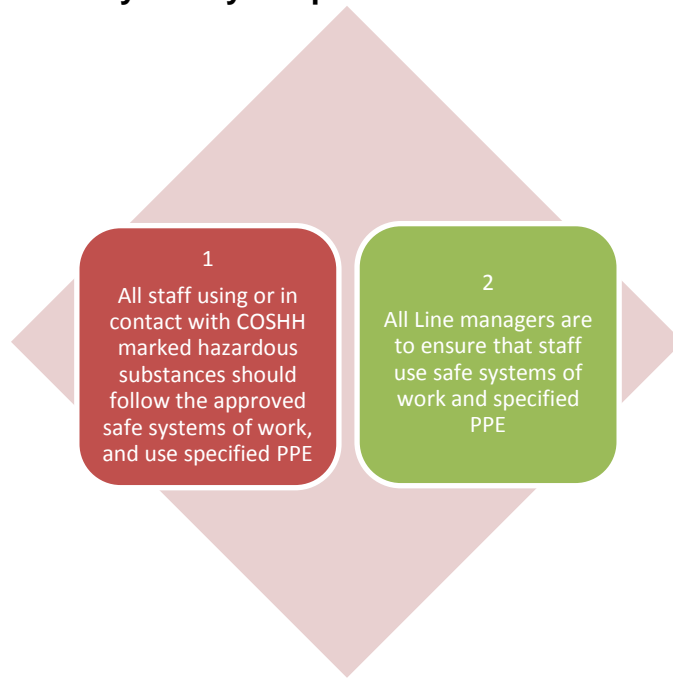 1
All staff using or in
contact with COSHH
marked hazardous
substances should
follow the approved
safe systems of work,
and use specified PPE
2
All Line managers are
to ensure that staff
use safe systems of
work and specified
PPE